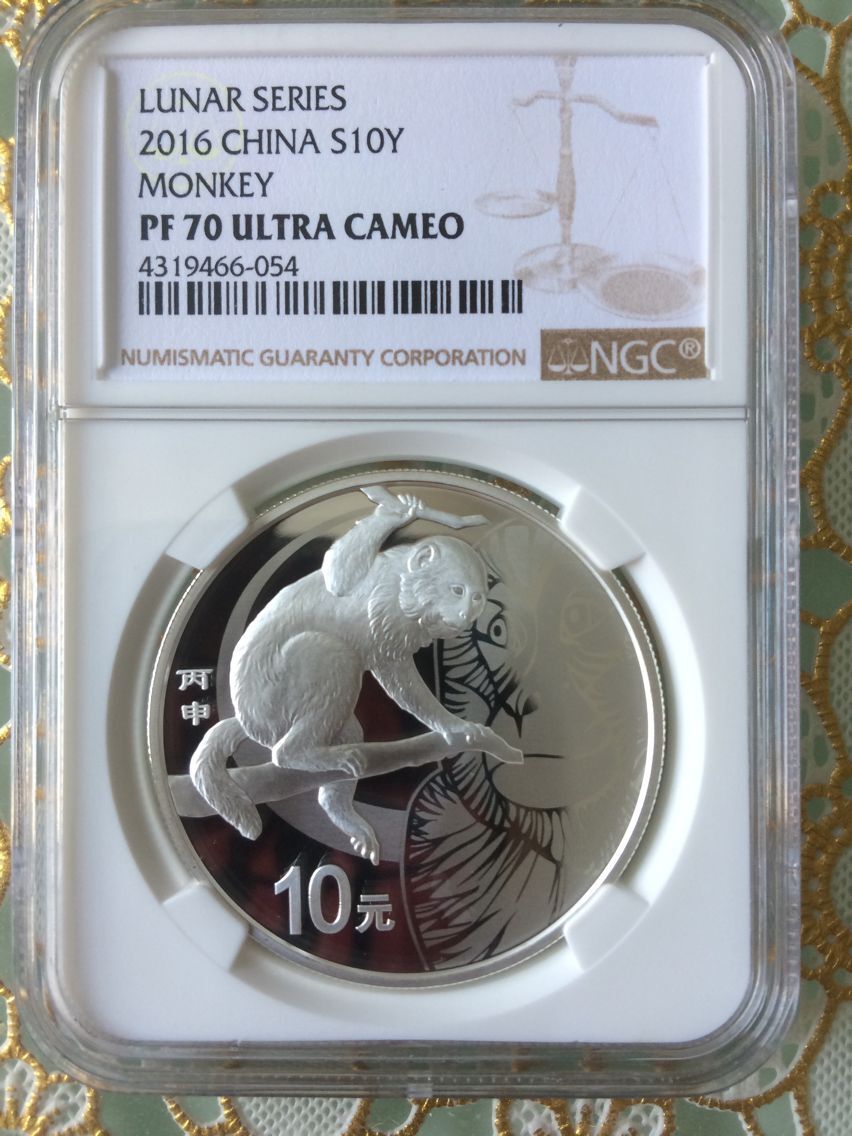 LUNAR SERIES
2016 CHINA S10Y
MONKEY
PF 70 ULTRA CAMEO
4319466-054
NUMISMATIC GUARANTY CORPORATION
NGC®
丙
申
10元